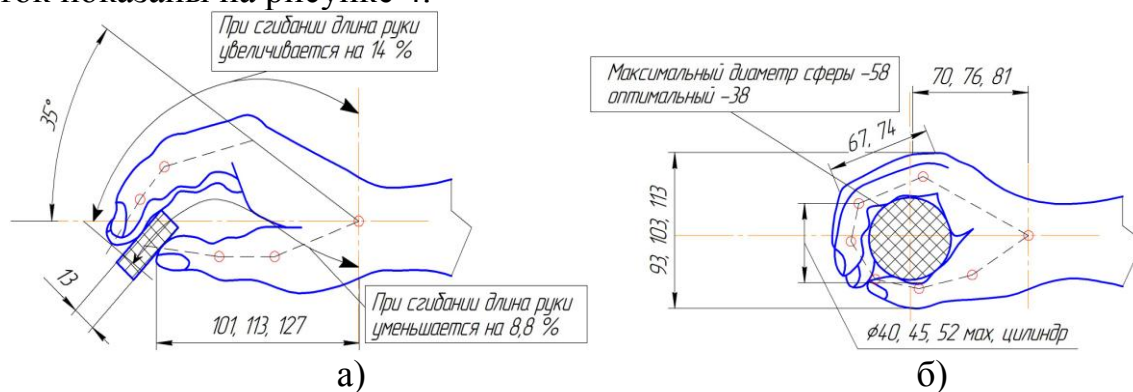 ток показаны на рисунке 4.
При сгибании длина руки
увеличивается на 14 %
35°
13
101, 113, 127
При сгибании длина руки
уменьшается на 8,8 %
а)
Максимальный диаметр сферы -58
оптимальный -38
70, 76, 81
67, 74
93, 103, 113
ϕ40, 45, 52 мах, цилиндр
б)